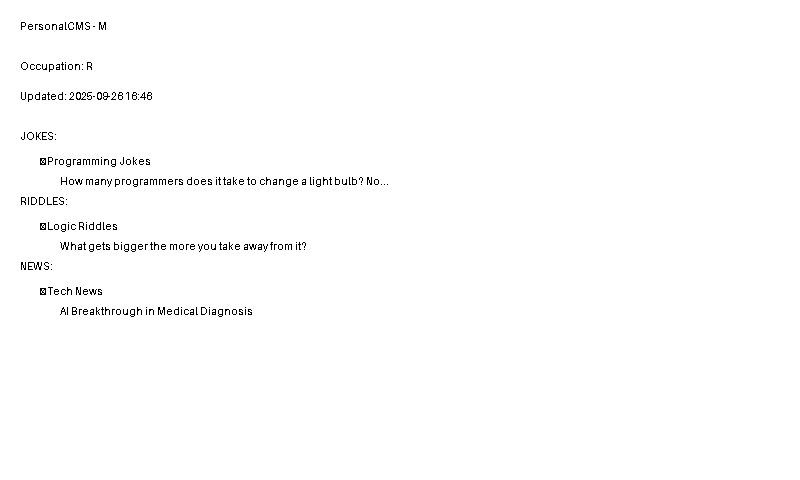 PersonalCMS - M
Occupation: R
Updated: 2025-09-26 16:46
JOKES:
Programming Jokes
How many programmers does it take to change a light bulb? No...
RIDDLES:
Logic Riddles
What gets bigger the more you take away from it?
NEWS:
Tech News
AI Breakthrough in Medical Diagnosis